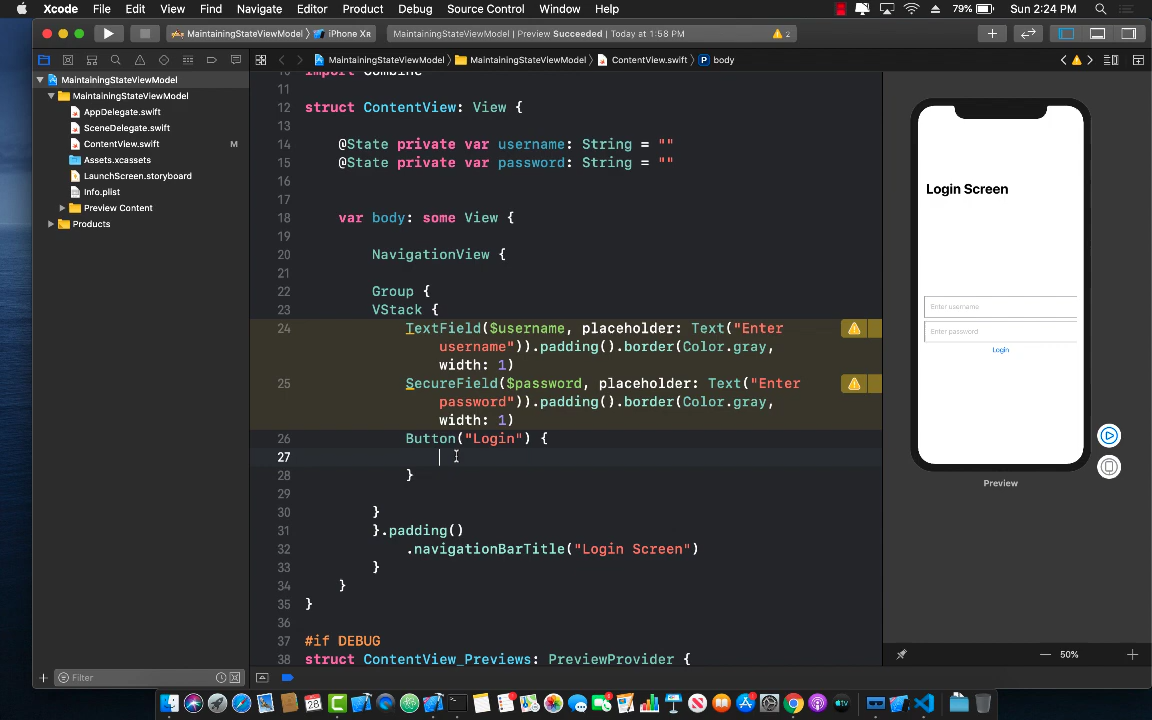 Xcode File Edit View Find Navigate Editor Product Debug Source Control Window Help 79% Sun 2:24 PM
MaintainingStateViewModel iPhone Xʀ MaintainingStateViewModel | Preview Succeeded | Today at 1:58 PM 2
MaintainingStateViewModel MaintainingStateViewModel ContentView.swift P body
MaintainingStateViewModel
MaintainingStateViewModel
AppDelegate.swift
SceneDelegate.swift
ContentView.swift M
Assets.xcassets
LaunchScreen.storyboard
Info.plist
Preview Content
Products
Filter
10 import Combine
11
12 struct ContentView: View {
13
14 @State private var username: String = ""
15 @State private var password: String = ""
16
17
18 var body: some View {
19
20 NavigationView {
21
22 Group {
23 VStack {
24 TextField($username, placeholder: Text("Enter
username")).padding().border(Color.gray,
width: 1)
25 SecureField($password, placeholder: Text("Enter
password")).padding().border(Color.gray,
width: 1)
26 Button("Login") {
27
28 }
29
30 }
31 }.padding()
32 .navigationBarTitle("Login Screen")
33 }
34 }
35 }
36
37 #if DEBUG
38 struct ContentView_Previews: PreviewProvider {
Login Screen
Enter username
Enter password
Login
Preview
50%